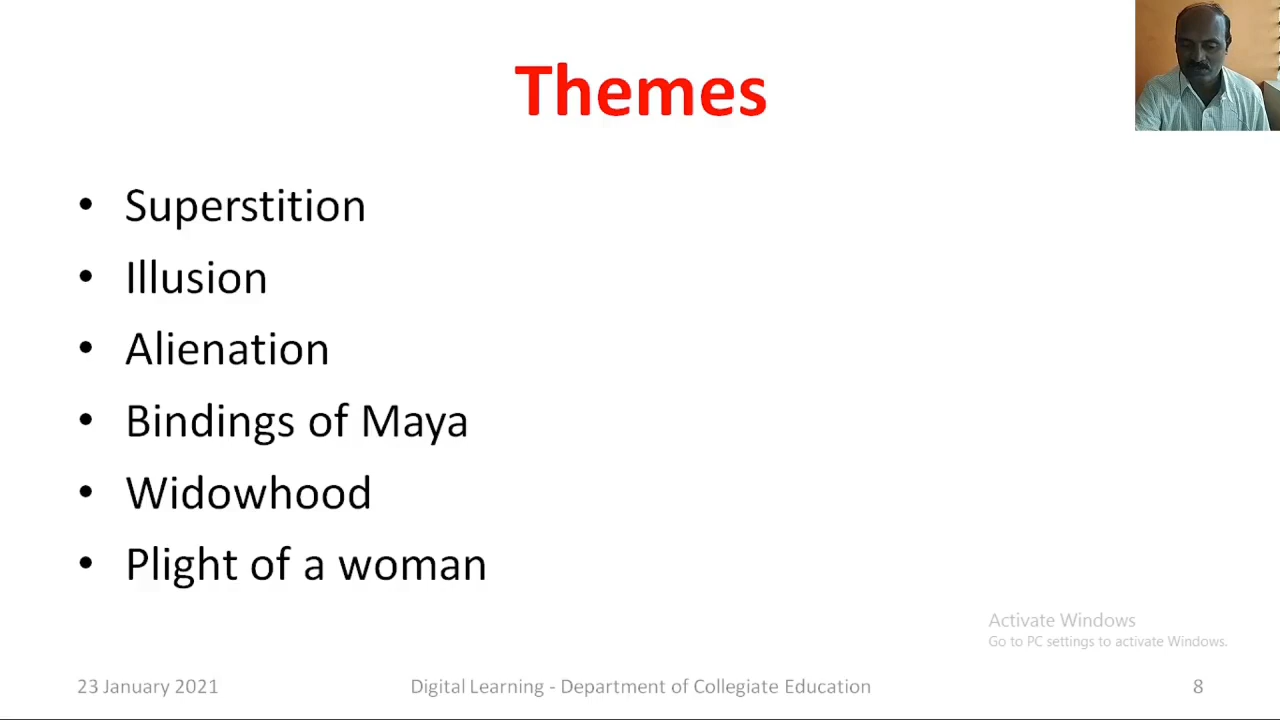 Themes
• Superstition
• Illusion
• Alienation
• Bindings of Maya
• Widowhood
• Plight of a woman
Activate Windows
Go to PC settings to activate Windows.
23 January 2021 Digital Learning - Department of Collegiate Education 8